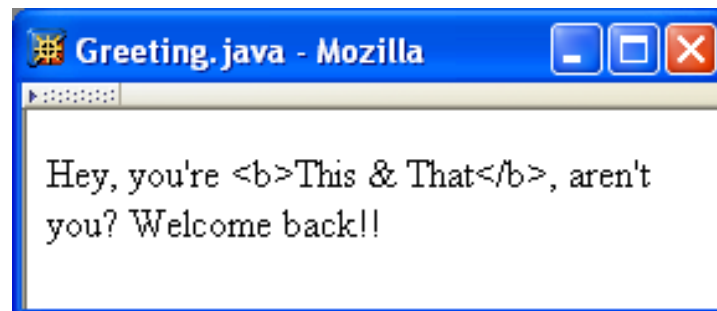 Greeting.java - Mozilla
Hey, you're <b>This & That</b>, aren't
you? Welcome back!!